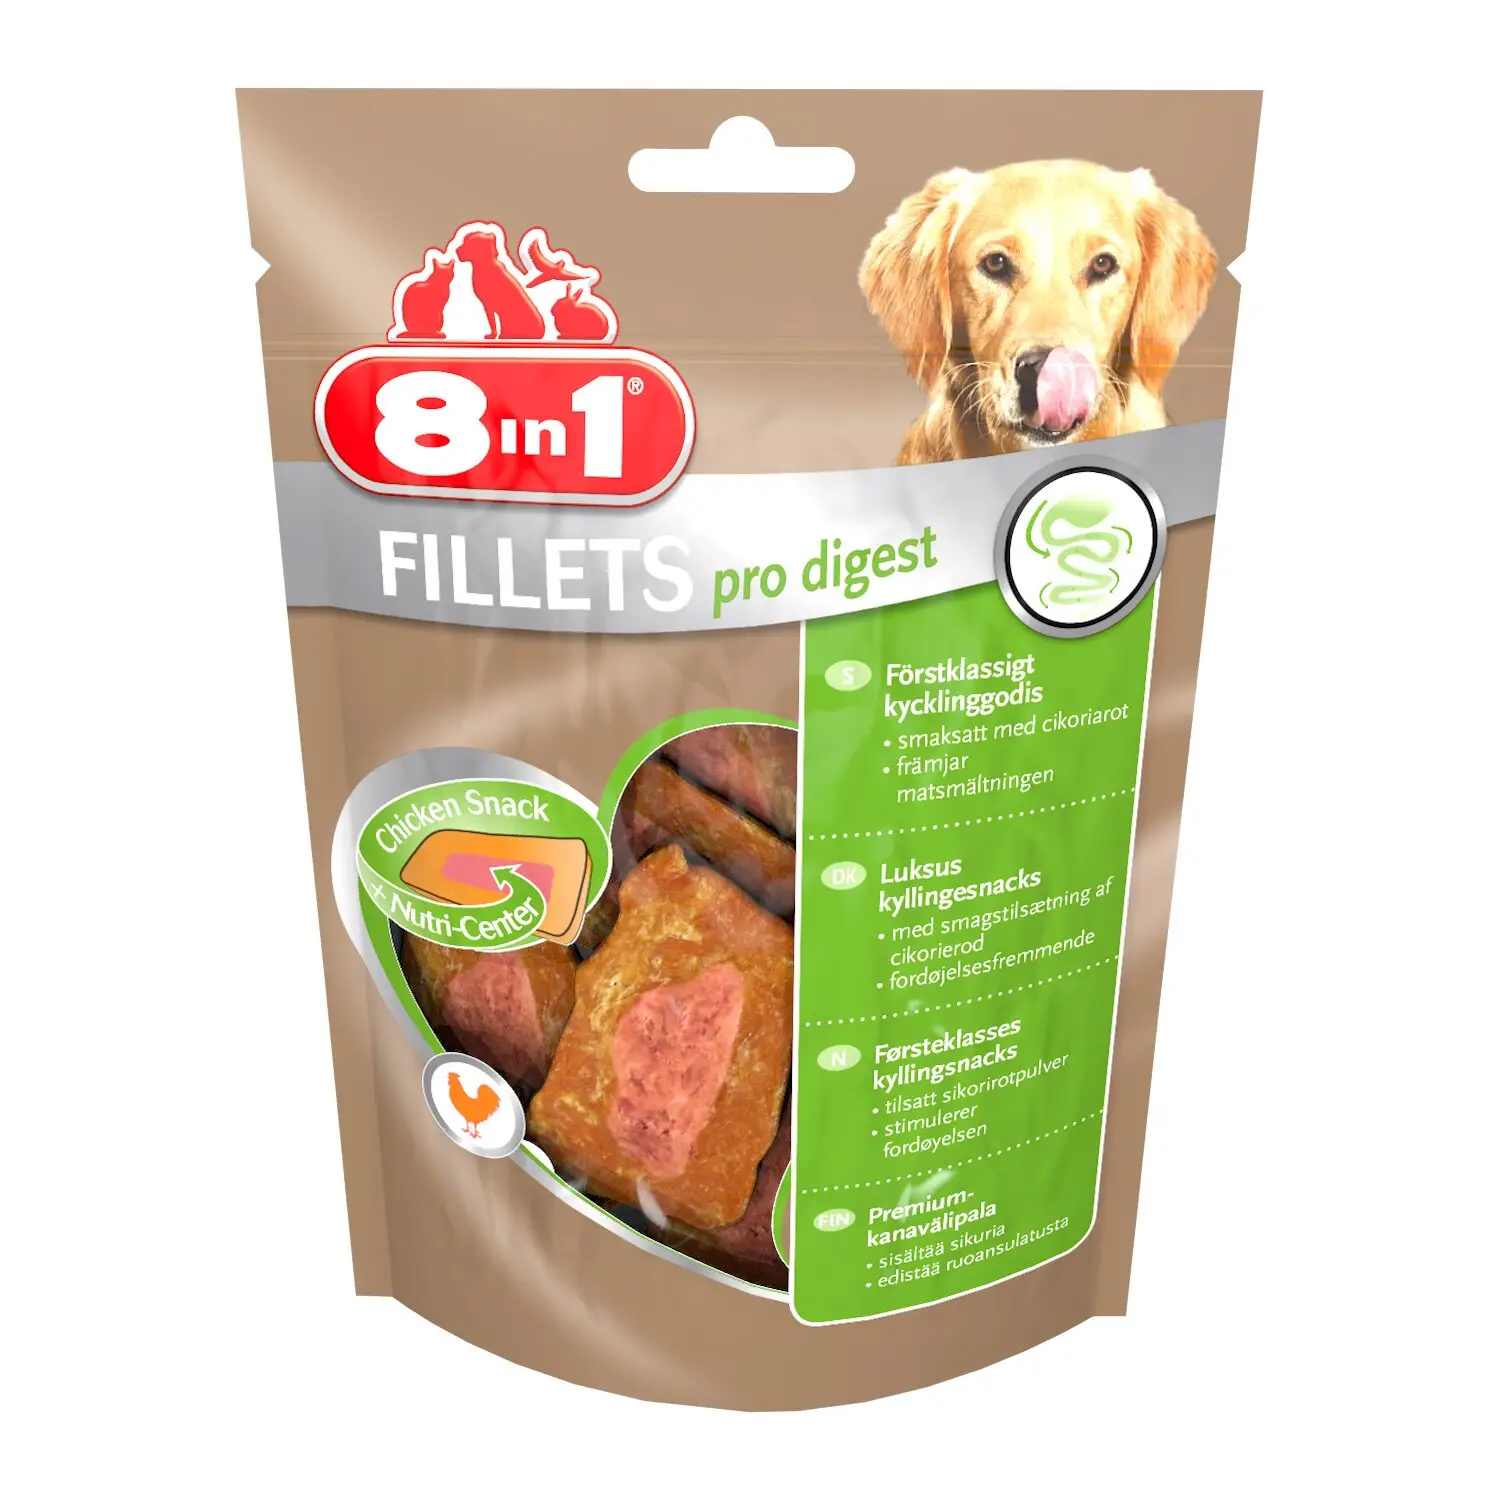 8in1®
FILLETS pro digest
Chicken Snack
+ Nutri-Center
S
Förstklassigt
kycklinggodis
• smaksatt med cikoriarot
• främjar
matsmältningen
DK
Luksus
kyllingesnacks
• med smagstilsætning af
cikorierod
• fordøjelsesfremmende
N
Førsteklasses
kyllingsnacks
• tilsatt sikorirotpulver
• stimulerer
fordøyelsen
FIN
Premium-
kanavälipala
• sisältää sikuria
• edistää ruoansulatusta